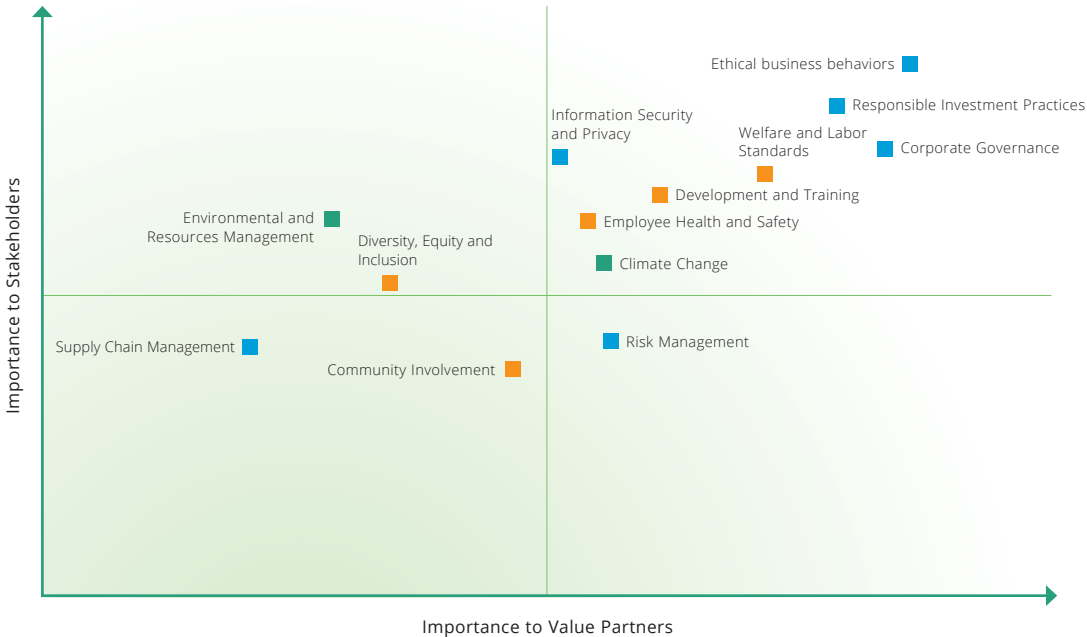 Ethical business behaviors
Responsible Investment Practices
Information Security
and Privacy
Welfare and Labor
Standards
Corporate Governance
Development and Training
Environmental and
Resources Management
Employee Health and Safety
Diversity, Equity and
Inclusion
Climate Change
Supply Chain Management
Risk Management
Community Involvement
Importance to Stakeholders
Importance to Value Partners